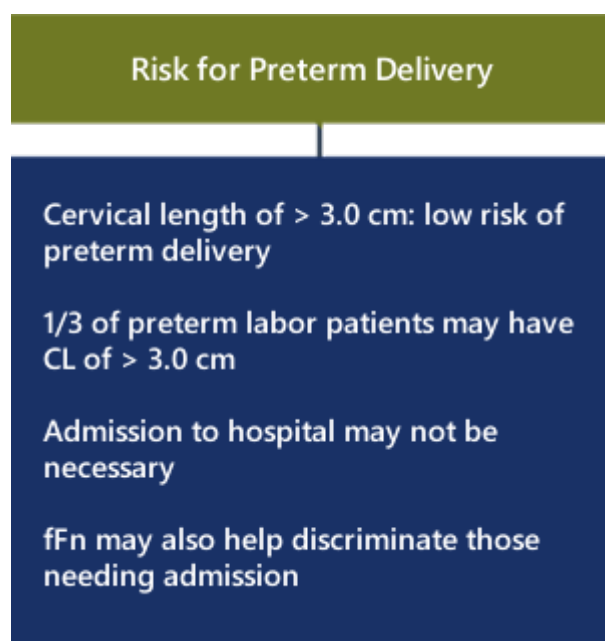 Risk for Preterm Delivery
Cervical length of > 3.0 cm: low risk of
preterm delivery
1/3 of preterm labor patients may have
CL of > 3.0 cm
Admission to hospital may not be
necessary
fFn may also help discriminate those
needing admission